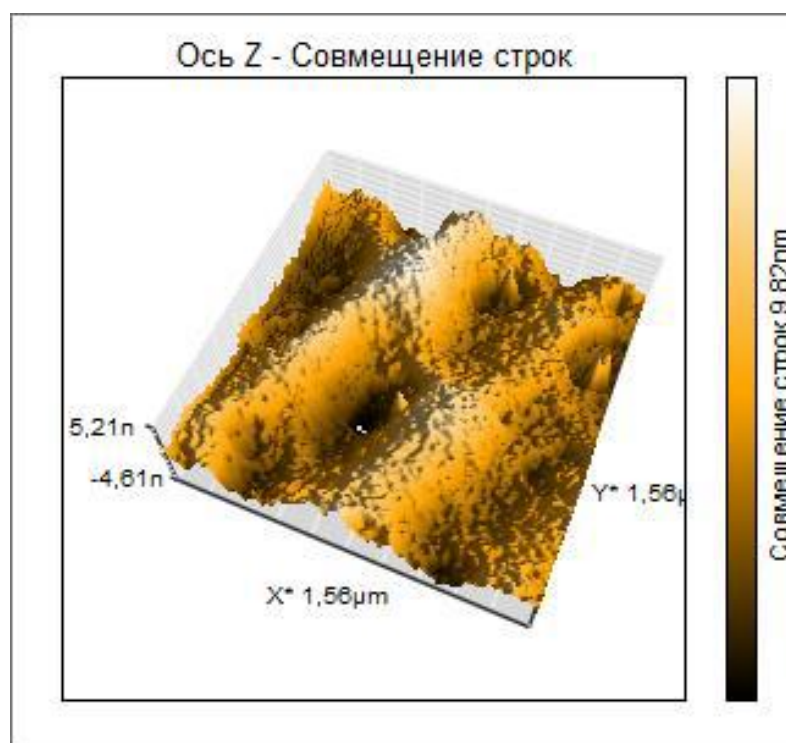 Ось Z - Совмещение строк
5,21n
-4,61n
Y* 1,56µ
X* 1,56µm
Совмещение строк 9,82nm